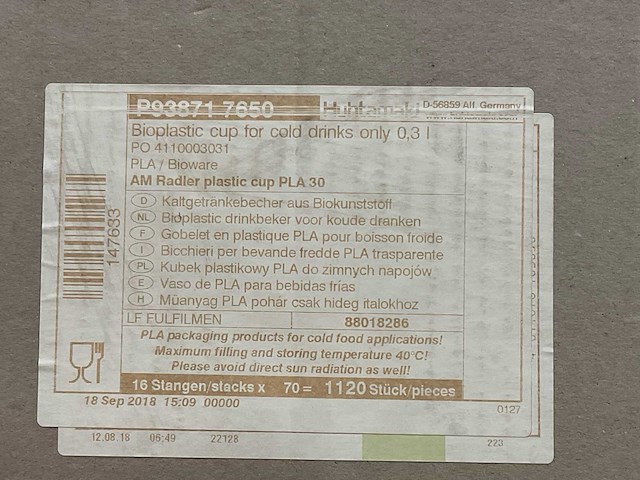 P93871 7650 Huhtamaki D-56859 Alf, Germany
Bioplastic cup for cold drinks only 0,3 l
PO 4110003031
PLA / Bioware
AM Radler plastic cup PLA 30
D Kaltgetränkebecher aus Biokunststoff
NL Bioplastic drinkbeker voor koude dranken
F Gobelet en plastique PLA pour boisson froide
I Bicchieri per bevande fredde PLA trasparente
PL Kubek plastikowy PLA do zimnych napojów
E Vaso de PLA para bebidas frías
H Müanyag PLA pohár csak hideg italokhoz
147633
LF FULFILMEN 88018286
PLA packaging products for cold food applications!
Maximum filling and storing temperature 40°C!
Please avoid direct sun radiation as well!
16 Stangen/stacks x 70 = 1120 Stück/pieces
18 Sep 2018 15:09 00000 0127
12.08.18 05:49 22128 223